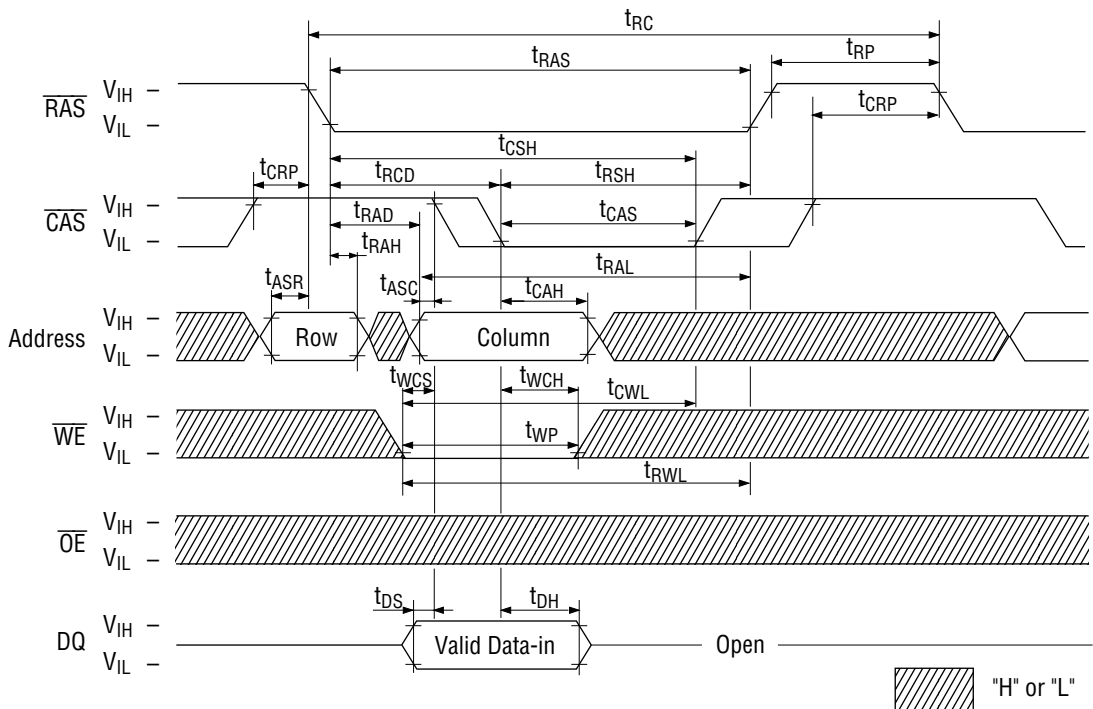 tRC
tRAS
tRP
RAS
VIH
VIL
tCRP
tCSH
tCRP
tRCD
tRSH
CAS
VIH
VIL
tRAD
tCAS
tRAH
tRAL
tASR
tASC
tCAH
Address
VIH
VIL
Row
Column
tWCS
tWCH
tCWL
WE
VIH
VIL
tWP
tRWL
OE
VIH
VIL
tDS
tDH
DQ
VIH
VIL
Valid Data-in
Open
"H" or "L"